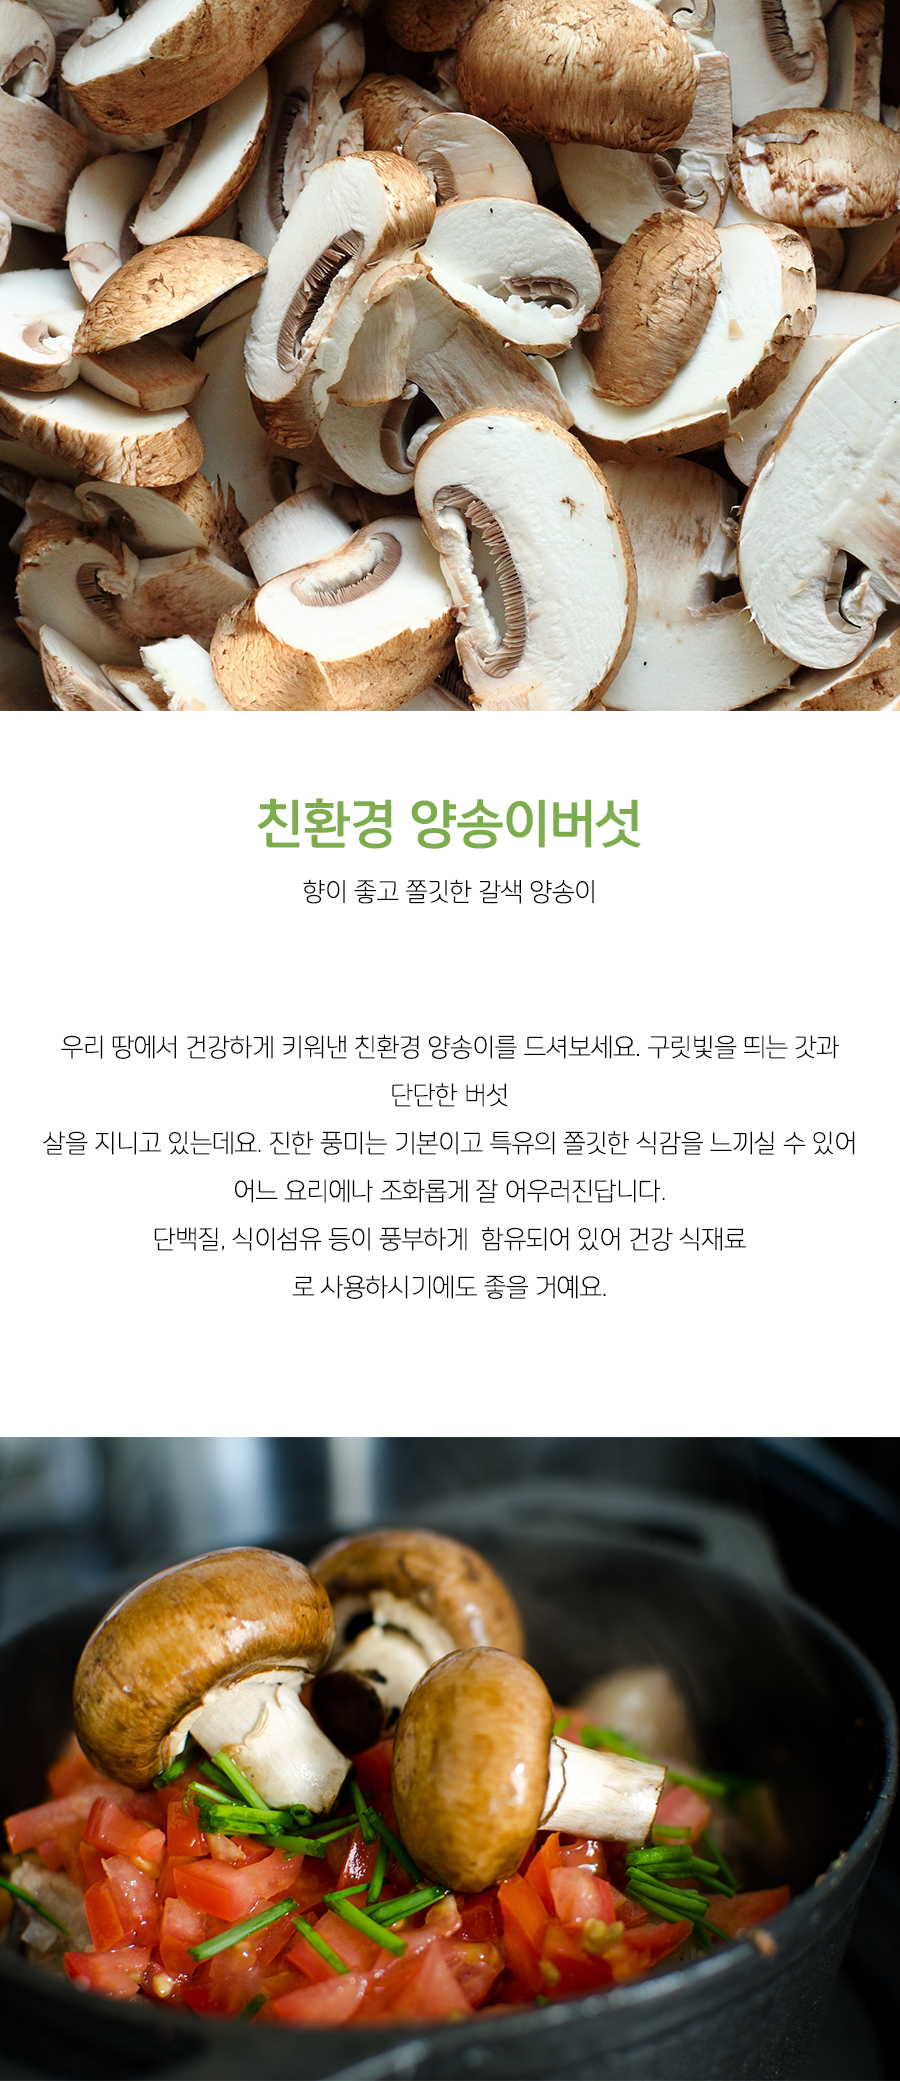 친환경 양송이버섯
향이 좋고 쫄깃한 갈색 양송이
우리 땅에서 건강하게 키워낸 친환경 양송이를 드셔보세요. 구릿빛을 띄는 갓과
단단한 버섯
살을 지니고 있는데요. 진한 풍미는 기본이고 특유의 쫄깃한 식감을 느끼실 수 있어
어느 요리에나 조화롭게 잘 어우러진답니다.
단백질, 식이섬유 등이 풍부하게  함유되어 있어 건강 식재료
로 사용하시기에도 좋을 거예요.